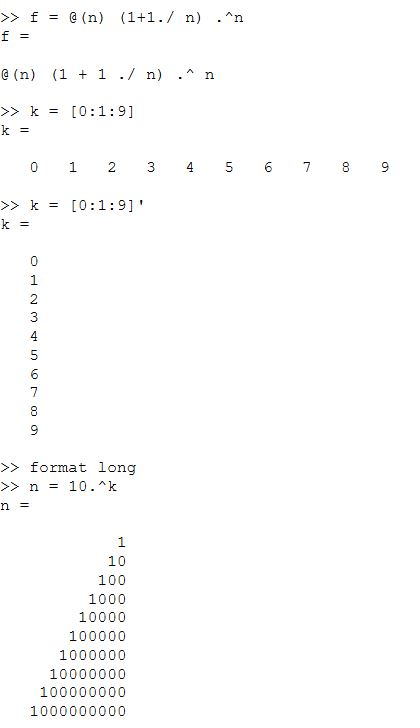 >> f = @(n) (1+1./ n) .^n
f =
@(n) (1 + 1 ./ n) .^ n
>> k = [0:1:9]
k =
0 1 2 3 4 5 6 7 8 9
>> k = [0:1:9]'
k =
0
1
2
3
4
5
6
7
8
9
>> format long
>> n = 10.^k
n =
1
10
100
1000
10000
100000
1000000
10000000
100000000
1000000000